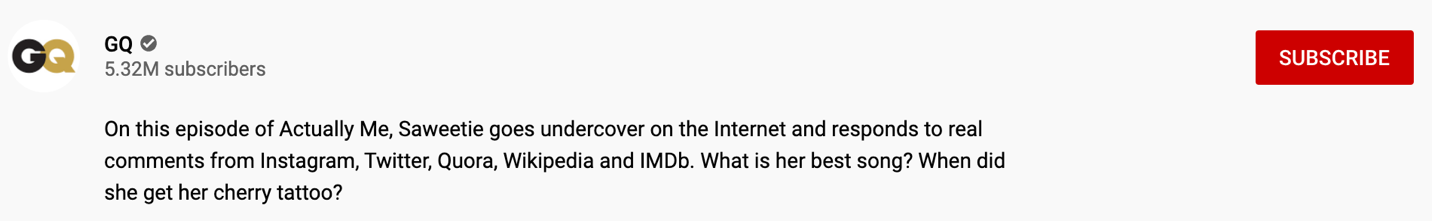 GQ
GQ
5.32M subscribers
SUBSCRIBE
On this episode of Actually Me, Saweetie goes undercover on the Internet and responds to real
comments from Instagram, Twitter, Quora, Wikipedia and IMDb. What is her best song? When did
she get her cherry tattoo?